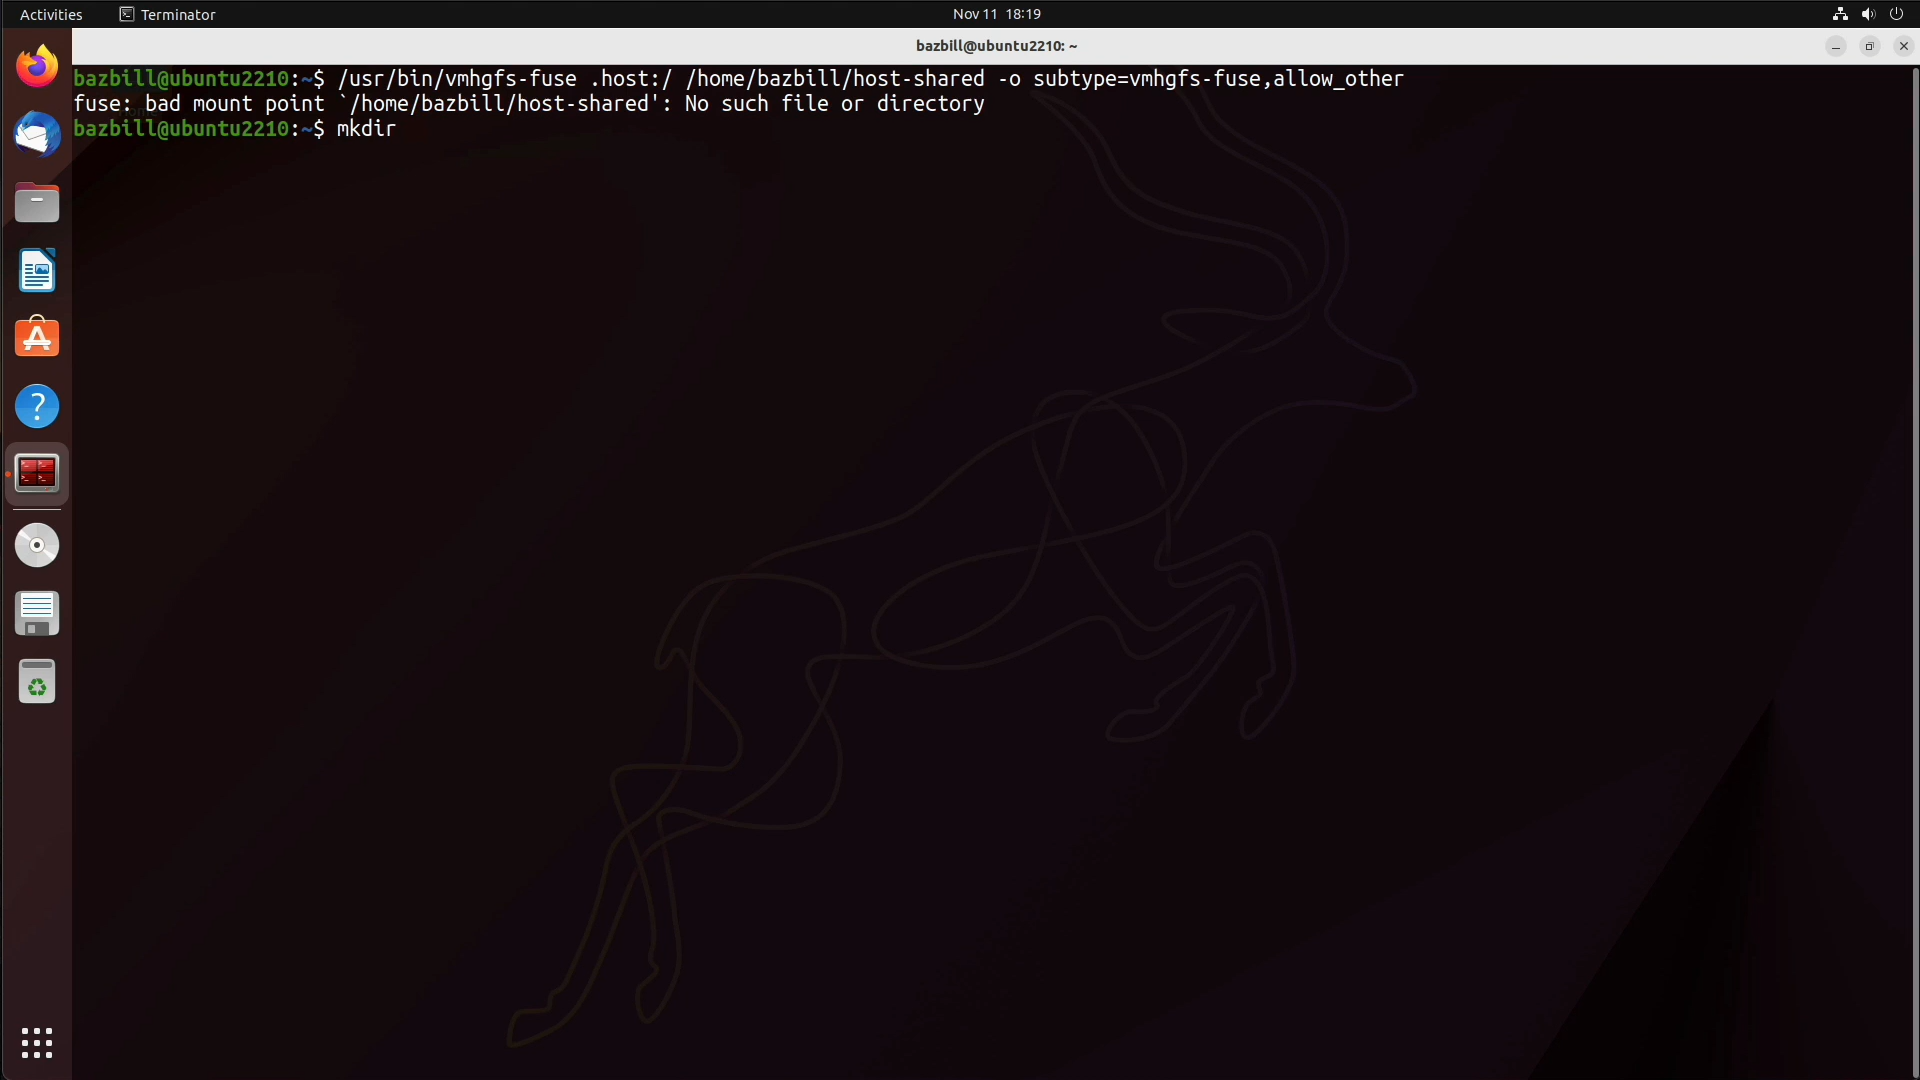 Activities
Terminator
Nov 11 18:19
bazbill@ubuntu2210: ~
bazbill@ubuntu2210:~$ /usr/bin/vmhgfs-fuse .host:/ /home/bazbill/host-shared -o subtype=vmhgfs-fuse,allow_other
fuse: bad mount point `/home/bazbill/host-shared': No such file or directory
bazbill@ubuntu2210:~$ mkdir